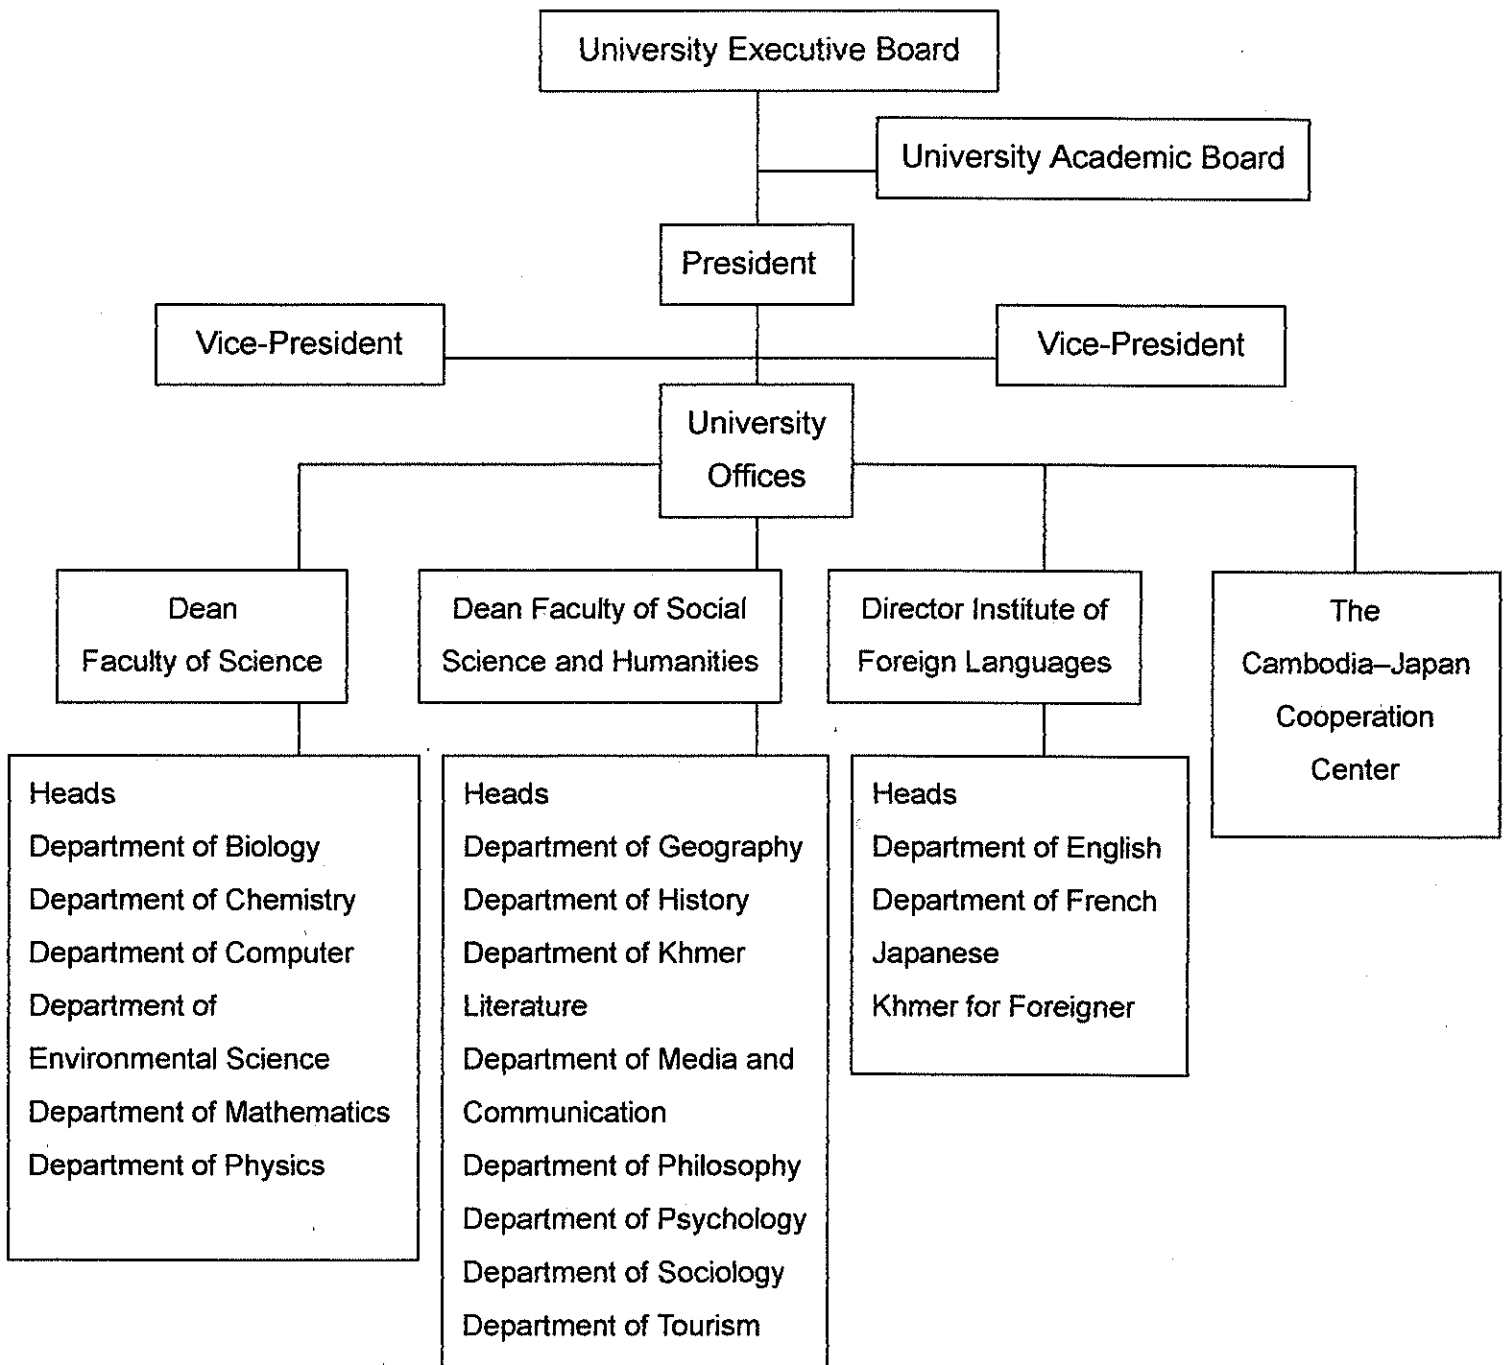 University Executive Board
University Academic Board
President
Vice-President
Vice-President
University
Offices
Dean
Faculty of Science
Dean Faculty of Social
Science and Humanities
Director Institute of
Foreign Languages
The
Cambodia–Japan
Cooperation
Center
Heads
Department of Biology
Department of Chemistry
Department of Computer
Department of
Environmental Science
Department of Mathematics
Department of Physics
Heads
Department of Geography
Department of History
Department of Khmer
Literature
Department of Media and
Communication
Department of Philosophy
Department of Psychology
Department of Sociology
Department of Tourism
Heads
Department of English
Department of French
Japanese
Khmer for Foreigner